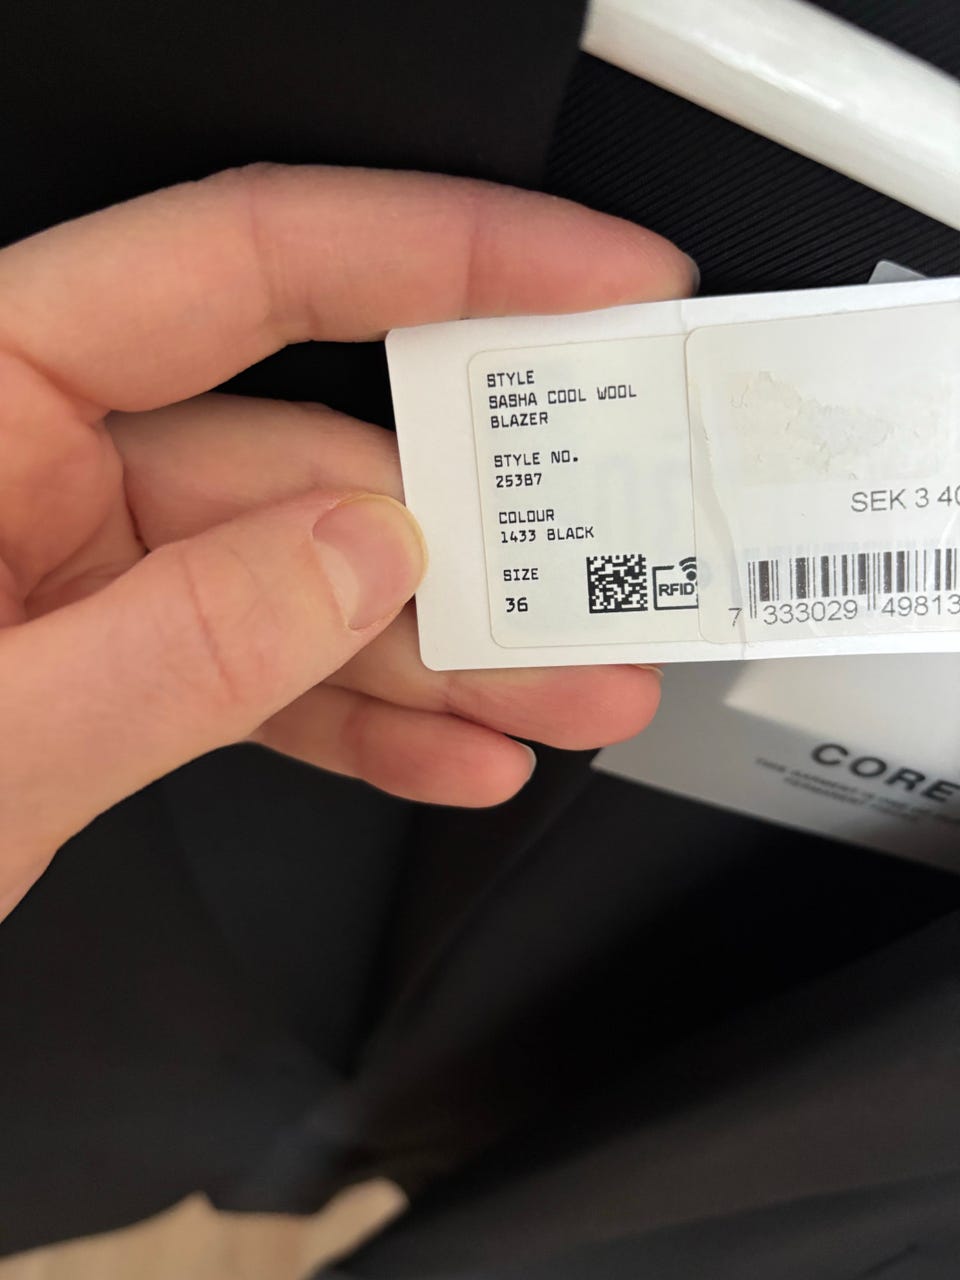 STYLE
SASHA COOL WOOL
BLAZER
STYLE NO.
25387
COLOUR
1433 BLACK
SIZE
36
RFID
SEK 3 40
7 333029 49813
CORE